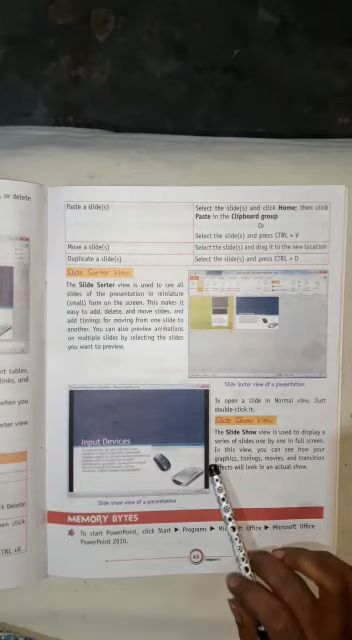 , or delete
Paste a slide(s)
Select the slide(s) and click Home; then click
Paste in the Clipboard group
Or
Select the slide(s) and press CTRL + V
Move a slide(s)
Select the slide(s) and drag it to the new location
Duplicate a slide(s)
Select the slide(s) and press CTRL + D
Slide Sorter View
The Slide Sorter view is used to see
all slides of the presentation in miniature
(small) form on the screen. This makes it
easy to add, delete, and move slides, and
add timings for moving from one slide to
another. You can also preview animations
on multiple slides by selecting the slides
you want to preview.
Slide Sorter view of a presentation
rt tables,
links, and
when you
orter view
k Delete
en click
CTRL +X
To open a slide in Normal view, Just
double-click it.
Slide Show View
The Slide Show view is used to display a
series of slides one by one in full screen.
In this view, you can see how your
graphics, timings, movies, and transition
effects will look in an actual show.
Input Devices
Slide show view of a presentation
MEMORY BYTES
To start PowerPoint, click Start ► Programs ► Microsoft Office ► Microsoft Office
PowerPoint 2010.
45